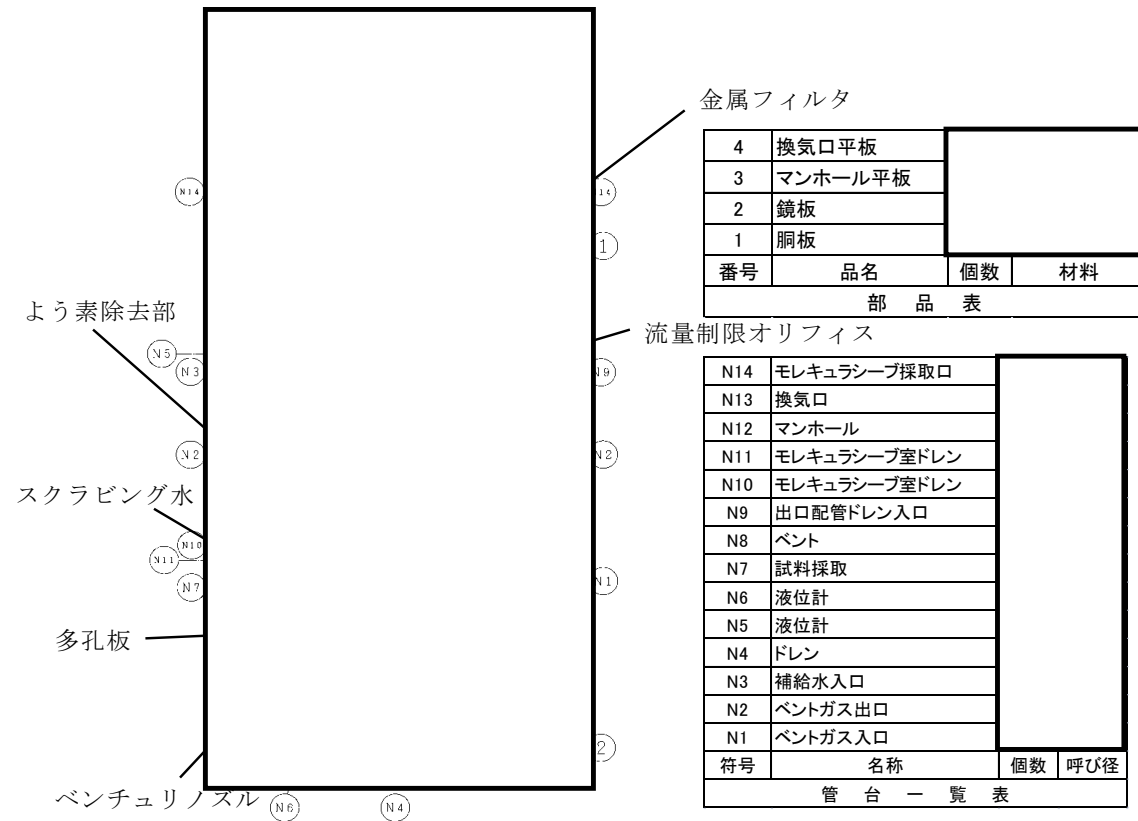 金属フィルタ
よう素除去部
スクラビング水
多孔板
ベンチュリノズル
流量制限オリフィス
N14
N5
N3
N2
N10
N11
N7
N6
N4
14
1
N9
N2
N1
2
4 換気口平板
3 マンホール平板
2 鏡板
1 胴板
番号 品名 個数 材料
部品表
N14 モレキュラシーブ採取口
N13 換気口
N12 マンホール
N11 モレキュラシーブ室ドレン
N10 モレキュラシーブ室ドレン
N9 出口配管ドレン入口
N8 ベント
N7 試料採取
N6 液位計
N5 液位計
N4 ドレン
N3 補給水入口
N2 ベントガス出口
N1 ベントガス入口
符号 名称 個数 呼び径
管台一覧表